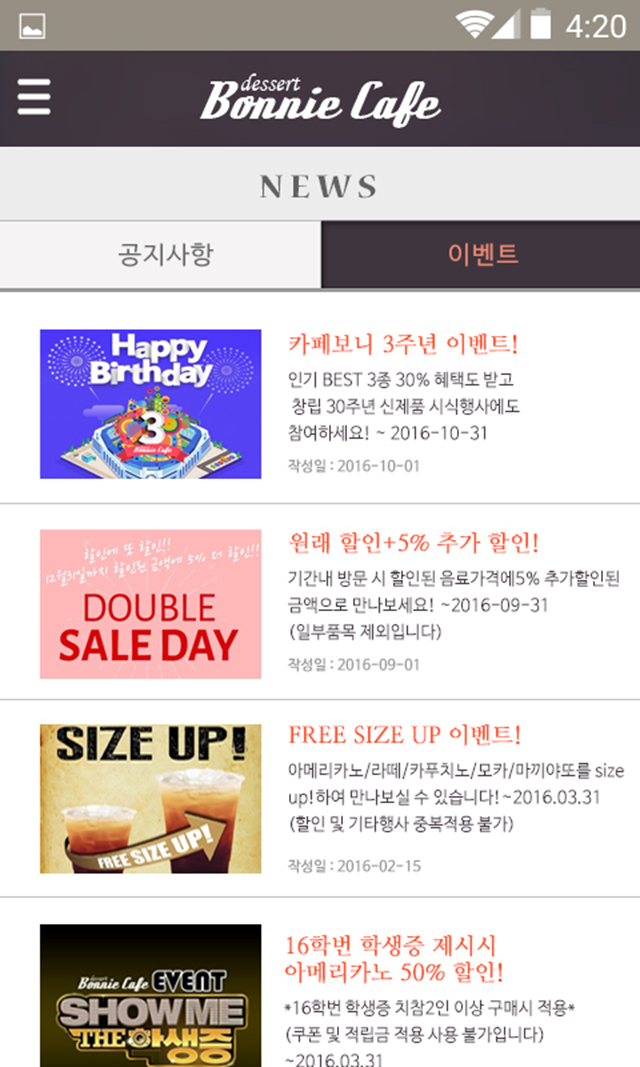 4:20
dessert
Bonnie Cafe
NEWS
공지사항
이벤트
Happy
Birthday
3
Bonnie Cafe
카페보니 3주년 이벤트!
인기 BEST 3종 30% 혜택도 받고
창립 30주년 신제품 시식행사에도
참여하세요! ~ 2016-10-31
작성일 : 2016-10-01
할인에 또 할인!!
12월31일까지 할인된 금액에 5% 더 할인!!
DOUBLE
SALE DAY
원래 할인+5% 추가 할인!
기간내 방문 시 할인된 음료가격에5% 추가할인된
금액으로 만나보세요! ~2016-09-31
(일부품목 제외입니다)
작성일 : 2016-09-01
SIZE UP!
FREE SIZE UP!
FREE SIZE UP 이벤트!
아메리카노/라떼/카푸치노/모카/마끼야또를 size
up!하여 만나보실 수 있습니다!~2016.03.31
(할인 및 기타행사 중복적용 불가)
작성일 : 2016-02-15
dessert
Bonnie Cafe EVENT
SHOW ME
THE학생증
16학번 학생증 제시시
아메리카노 50% 할인!
*16학번 학생증 치참2인 이상 구매시 적용*
(쿠폰 및 적립금 적용 사용 불가입니다)
~2016.03.31